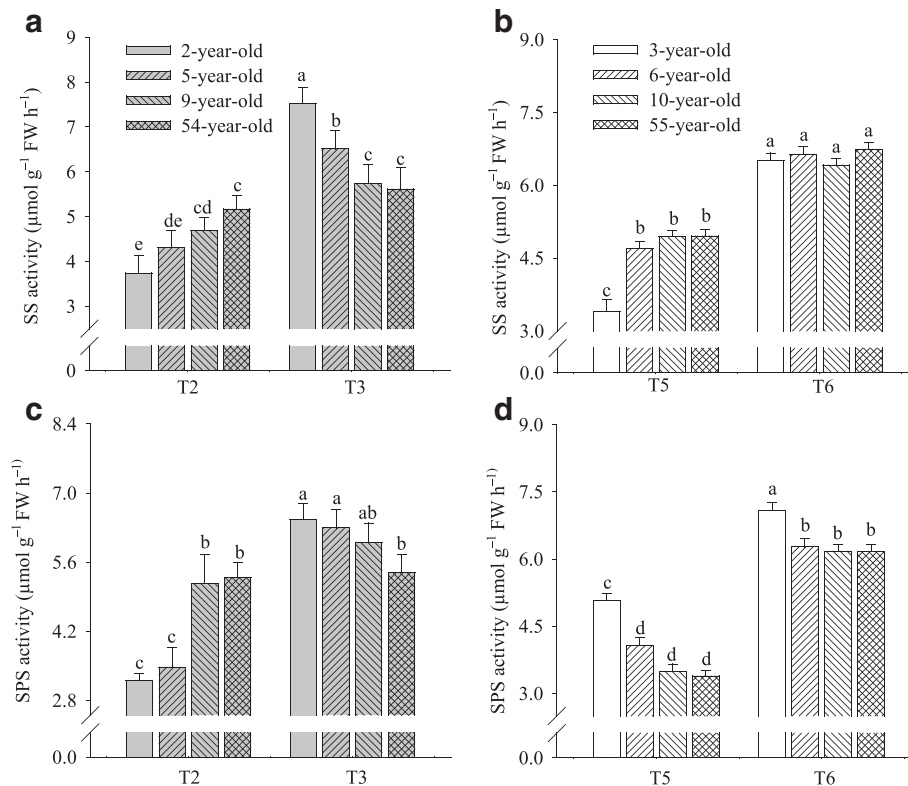 a
9
8
7
6
5
4
3
0
SS activity (μmol g⁻¹ FW h⁻¹)
2-year-old
5-year-old
9-year-old
54-year-old
e
de
cd
c
a
b
c
c
T2
T3
b
9.0
7.5
6.0
4.5
3.0
0.0
SS activity (μmol g⁻¹ FW h⁻¹)
3-year-old
6-year-old
10-year-old
55-year-old
c
b
b
b
a
a
a
a
T5
T6
c
8.4
7.0
5.6
4.2
2.8
0.0
SPS activity (μmol g⁻¹ FW h⁻¹⁾
c
c
b
b
a
a
ab
b
T2
T3
d
9.0
7.5
6.0
4.5
3.0
0.0
SPS activity (μmol g⁻¹ FW h⁻¹⁾
c
d
d
d
a
b
b
b
T5
T6